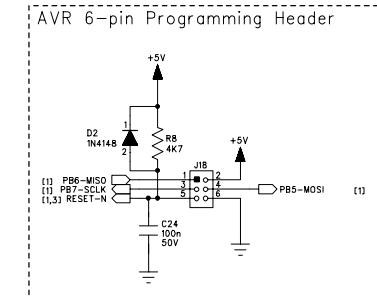 AVR 6-pin Programming Header
+5V
D2
1N4148
1
2
R8
4K7
+5V
J18
[1] PB6-MISO
1
2
[1] PB7-SCLK
3
4
PB5-MOSI [1]
[1,3] RESET-N
5
6
C24
100n
50V